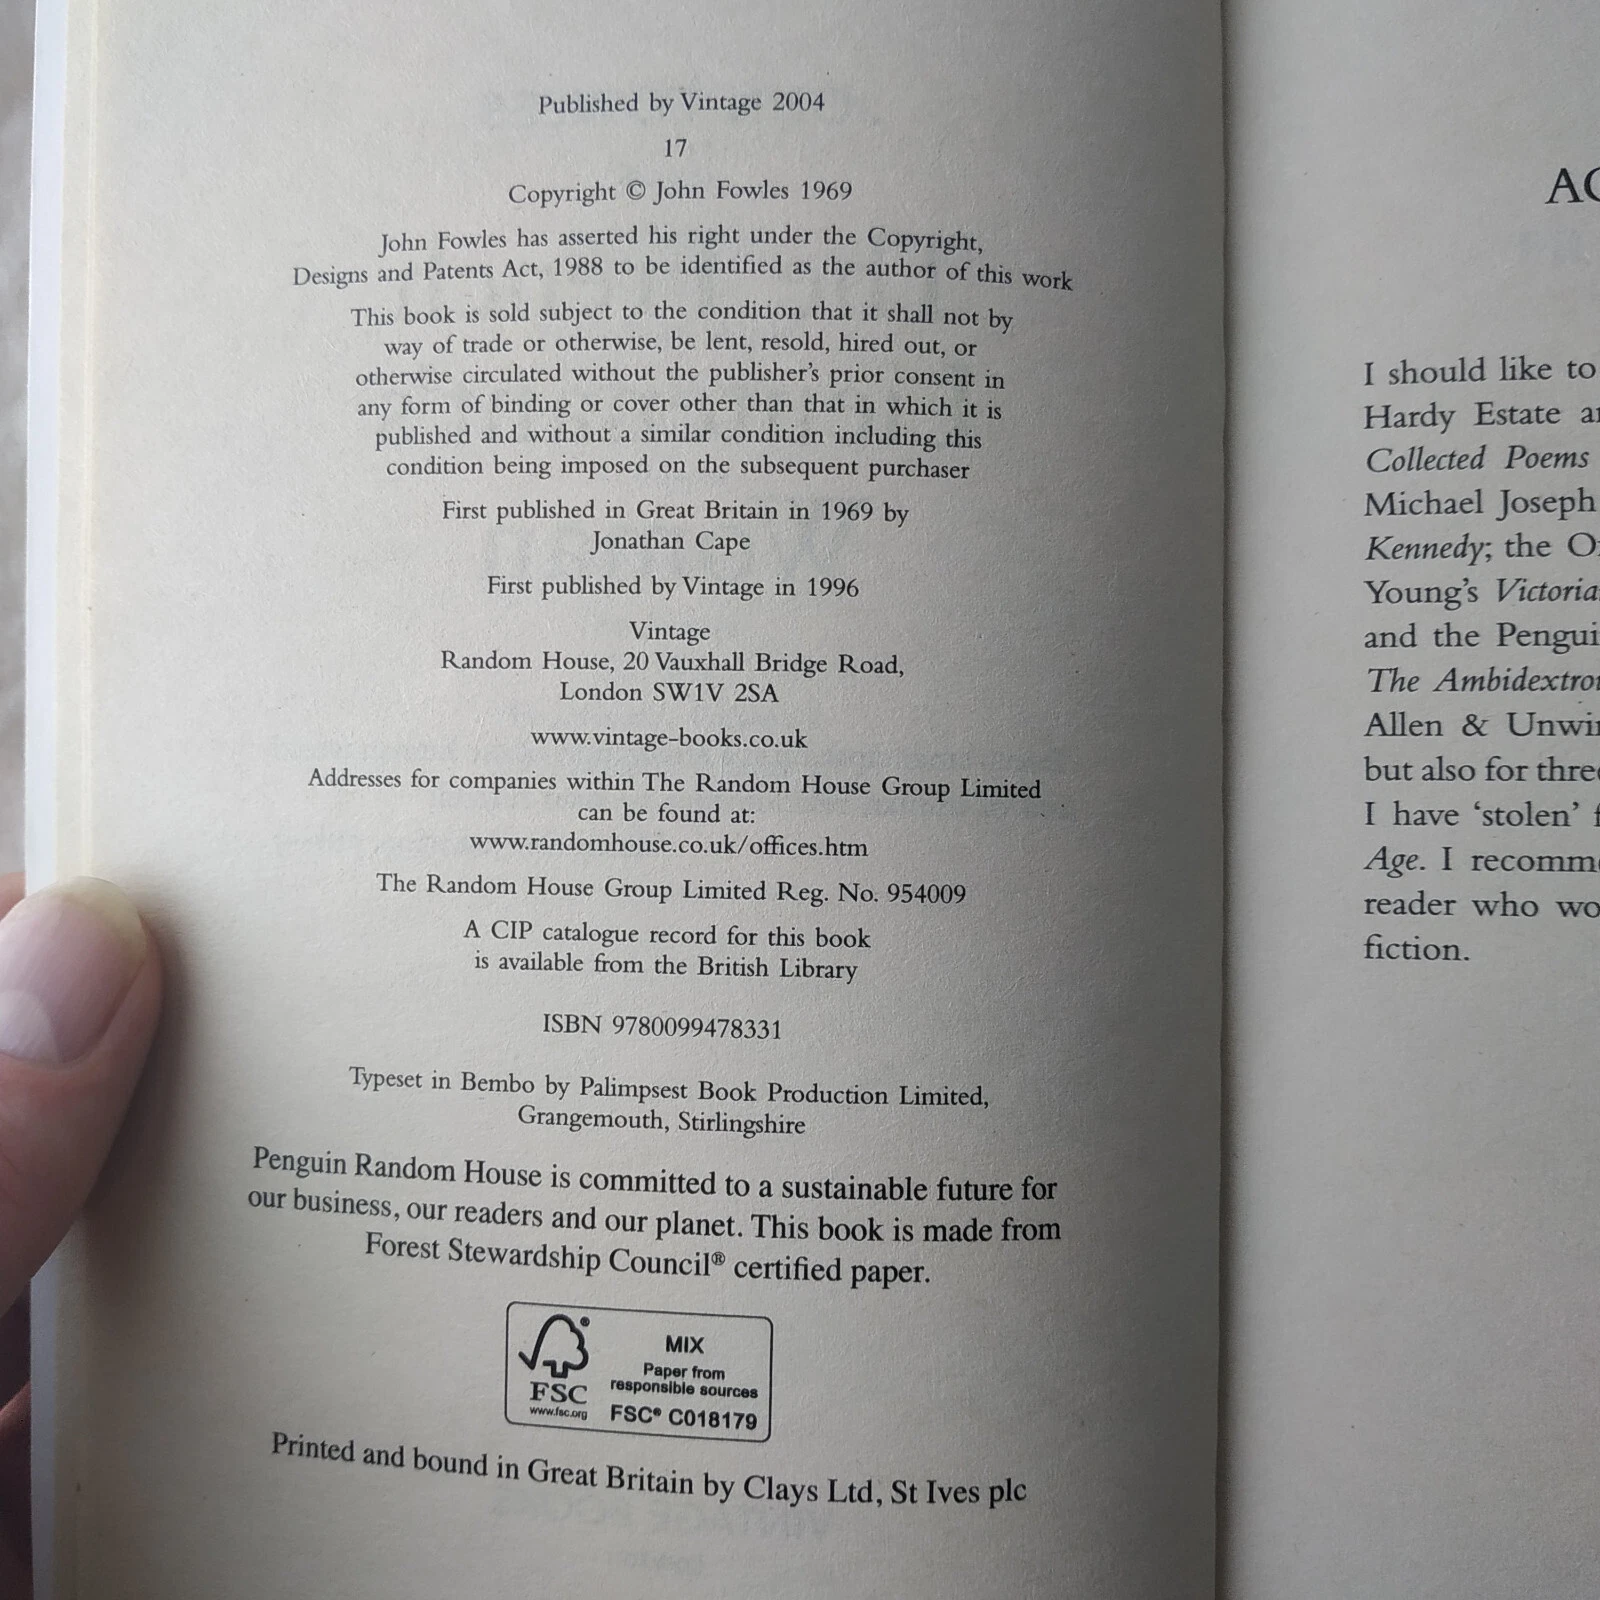 Published by Vintage 2004
17
Copyright © John Fowles 1969
John Fowles has asserted his right under the Copyright,
Designs and Patents Act, 1988 to be identified as the author of this work
This book is sold subject to the condition that it shall not by
way of trade or otherwise, be lent, resold, hired out, or
otherwise circulated without the publisher's prior consent in
any form of binding or cover other than that in which it is
published and without a similar condition including this
condition being imposed on the subsequent purchaser
First published in Great Britain in 1969 by
Jonathan Cape
First published by Vintage in 1996
Vintage
Random House, 20 Vauxhall Bridge Road,
London SW1V 2SA
www.vintage-books.co.uk
Addresses for companies within The Random House Group Limited
can be found at:
www.randomhouse.co.uk/offices.htm
The Random House Group Limited Reg. No. 954009
A CIP catalogue record for this book
is available from the British Library
ISBN 9780099478331
Typeset in Bembo by Palimpsest Book Production Limited,
Grangemouth, Stirlingshire
Penguin Random House is committed to a sustainable future for
our business, our readers and our planet. This book is made from
Forest Stewardship Council® certified paper.
FSC
www.fsc.org
MIX
Paper from
responsible sources
FSC® C018179
Printed and bound in Great Britain by Clays Ltd, St Ives plc
I should like to
Hardy Estate
Collected Poems
Michael Joseph
Kennedy; the
Young's
and the
The
Allen &
but also for
I have 'stolen'
Age. I
reader who
fiction.